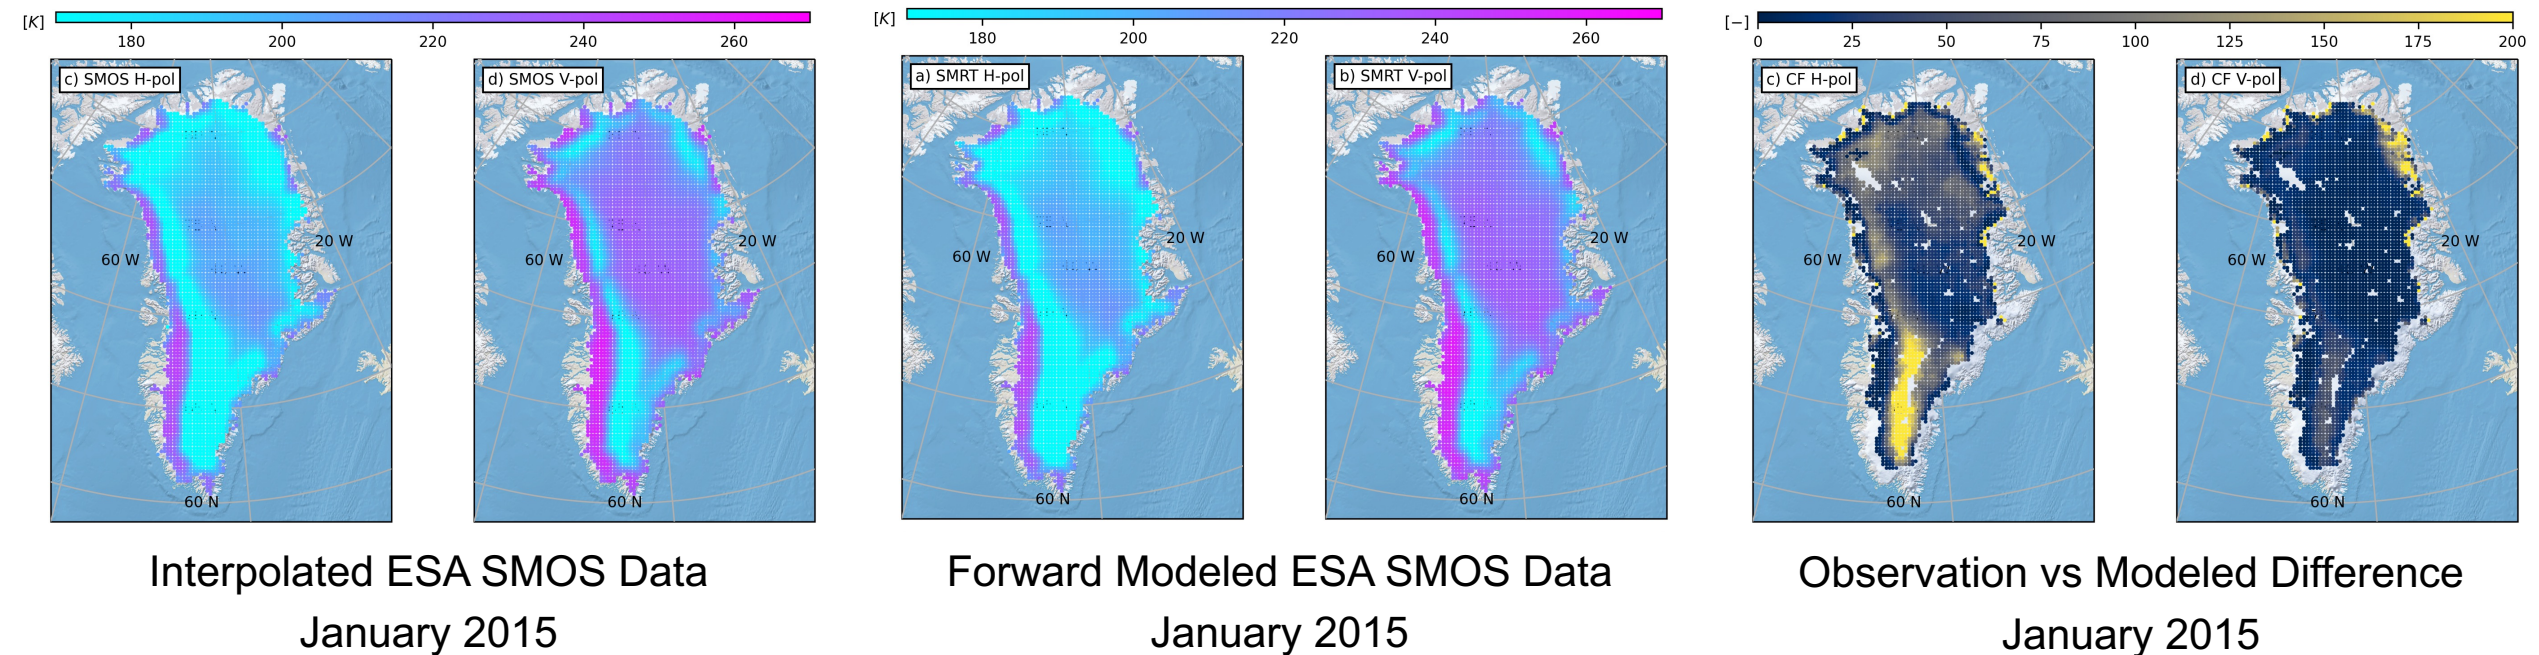 [K]
180 200 220 240 260
[K]
180 200 220 240 260
[−]
0 25 50 75 100 125 150 175 200
c) SMOS H-pol
60 W
20 W
60 N
d) SMOS V-pol
60 W
20 W
60 N
a) SMRT H-pol
60 W
20 W
60 N
b) SMRT V-pol
60 W
20 W
60 N
c) CF H-pol
60 W
20 W
60 N
d) CF V-pol
60 W
20 W
60 N
Interpolated ESA SMOS Data
January 2015
Forward Modeled ESA SMOS Data
January 2015
Observation vs Modeled Difference
January 2015